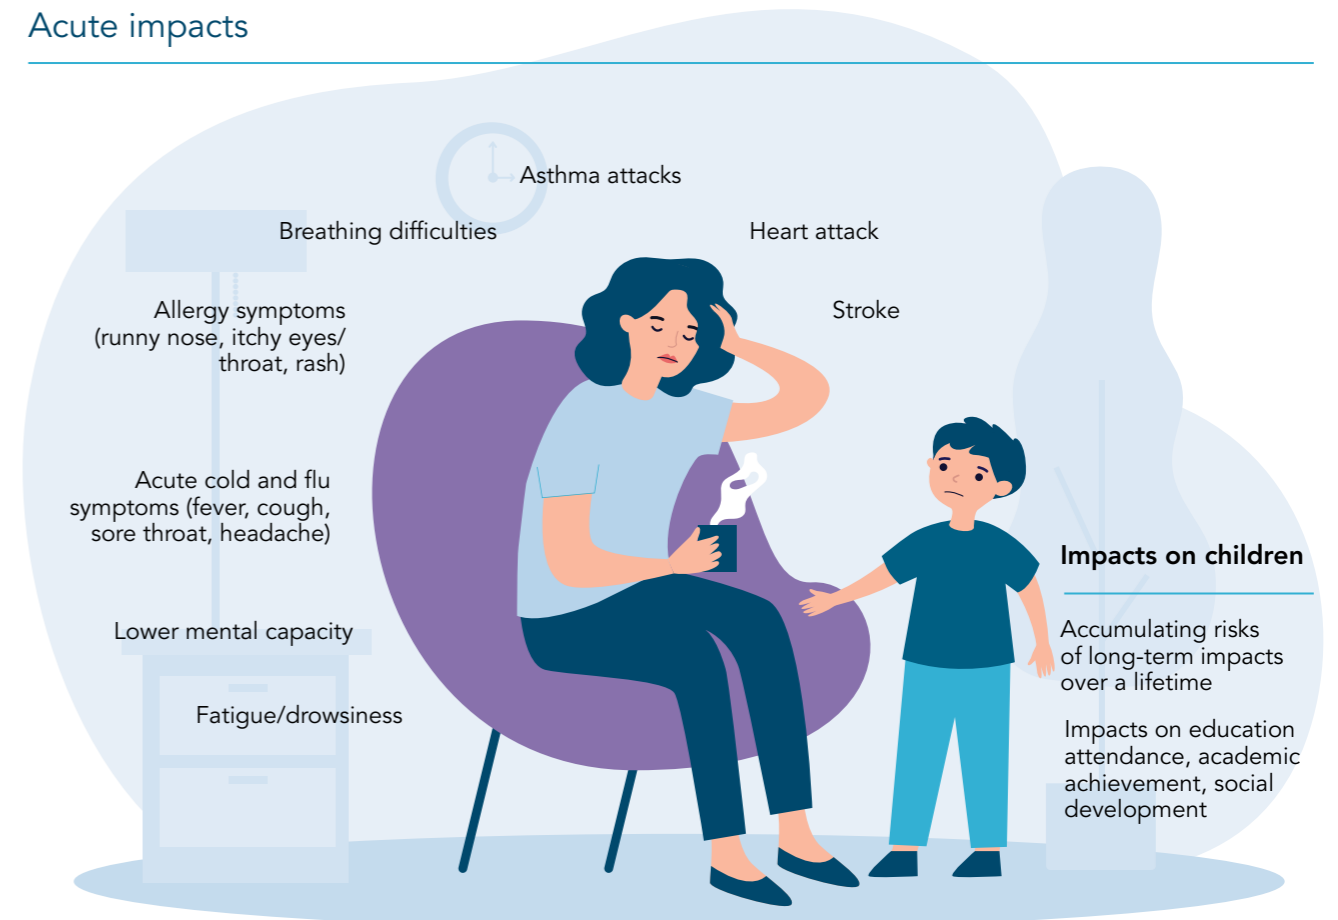 Acute impacts
Asthma attacks
Breathing difficulties
Heart attack
Allergy symptoms
(runny nose, itchy eyes/
throat, rash)
Stroke
Acute cold and flu
symptoms (fever, cough,
sore throat, headache)
Lower mental capacity
Fatigue/drowsiness
Impacts on children
Accumulating risks
of long-term impacts
over a lifetime
Impacts on education
attendance, academic
achievement, social
development